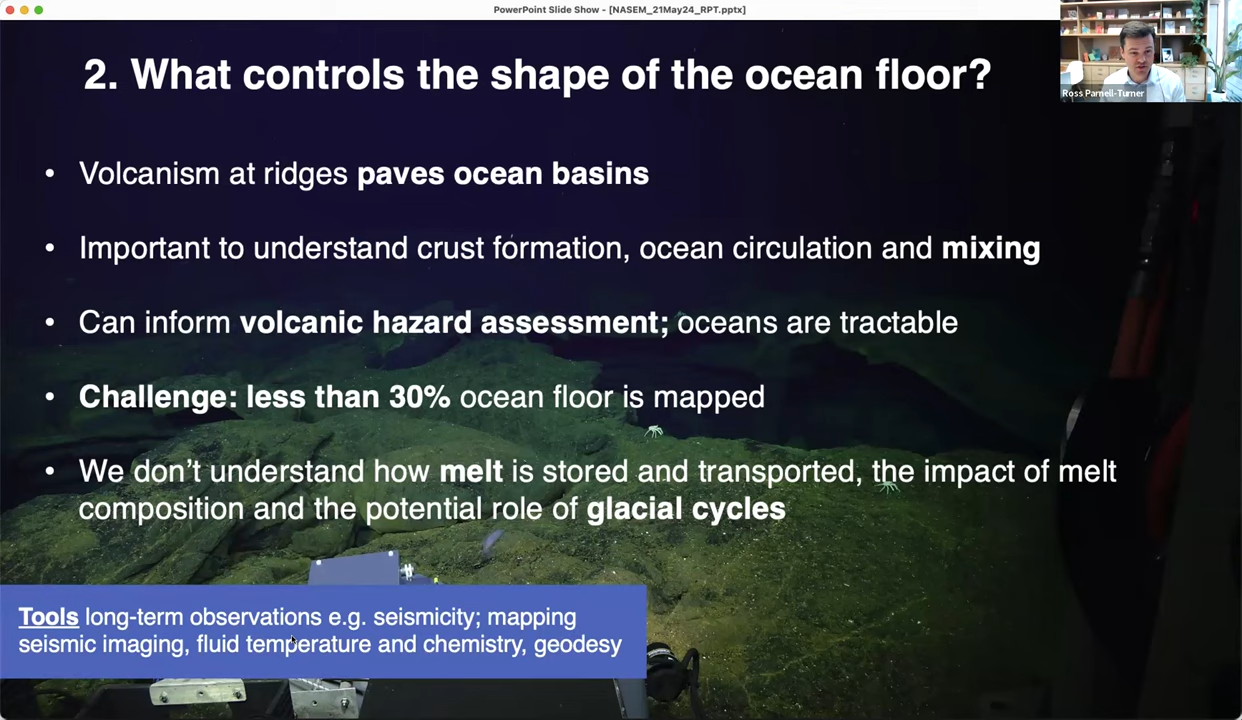 PowerPoint Slide Show - [NASEM_21May24_RPT.pptx]
2. What controls the shape of the ocean floor?
Ross Parnell-Turner
• Volcanism at ridges paves ocean basins
• Important to understand crust formation, ocean circulation and mixing
• Can inform volcanic hazard assessment; oceans are tractable
• Challenge: less than 30% ocean floor is mapped
• We don’t understand how melt is stored and transported, the impact of melt
composition and the potential role of glacial cycles
Tools long-term observations e.g. seismicity; mapping
seismic imaging, fluid temperature and chemistry, geodesy